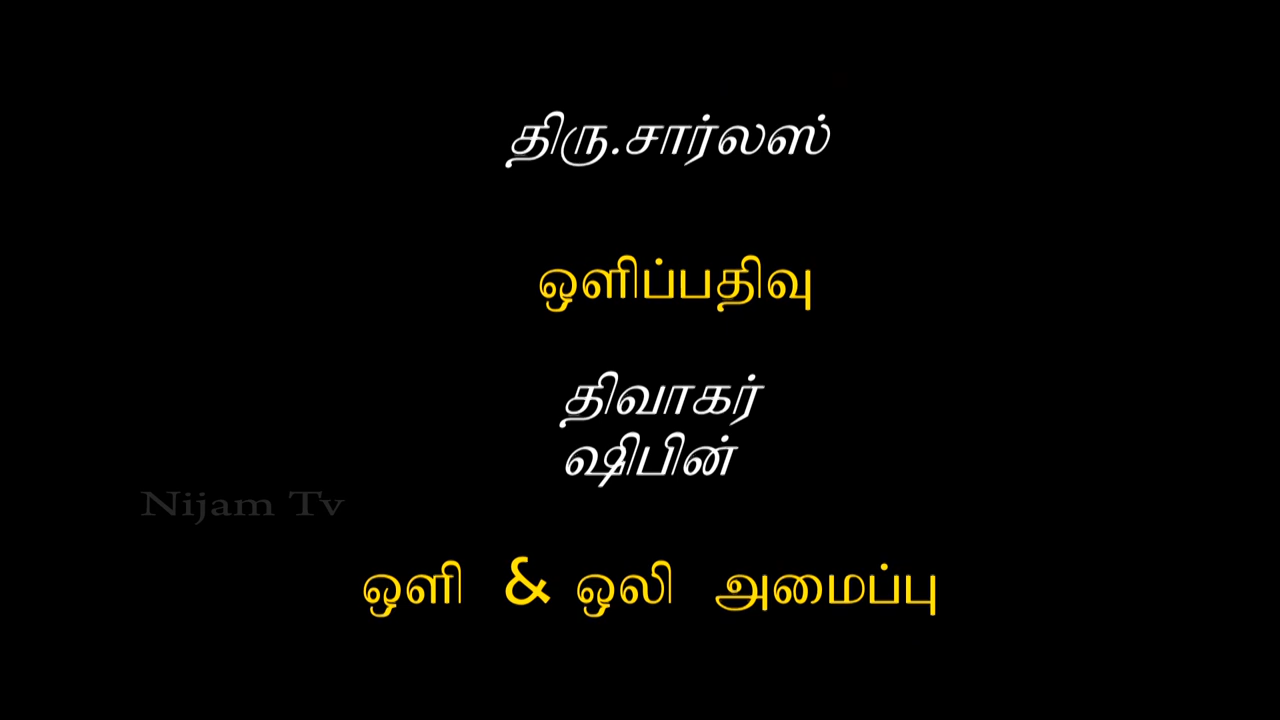 திரு.சார்லஸ்
ஒளிப்பதிவு
திவாகர்
ஷிபின்
Nijam Tv
ஒளி & ஒலி அமைப்பு